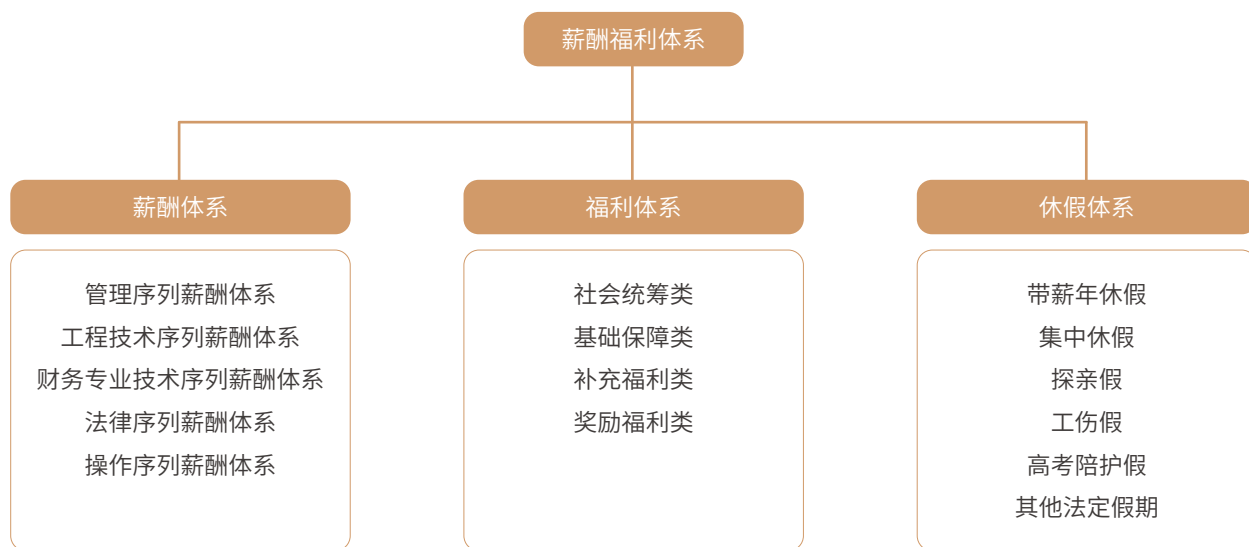 薪酬福利体系
薪酬体系
管理序列薪酬体系
工程技术序列薪酬体系
财务专业技术序列薪酬体系
法律序列薪酬体系
操作序列薪酬体系
福利体系
社会统筹类
基础保障类
补充福利类
奖励福利类
休假体系
带薪年休假
集中休假
探亲假
工伤假
高考陪护假
其他法定假期